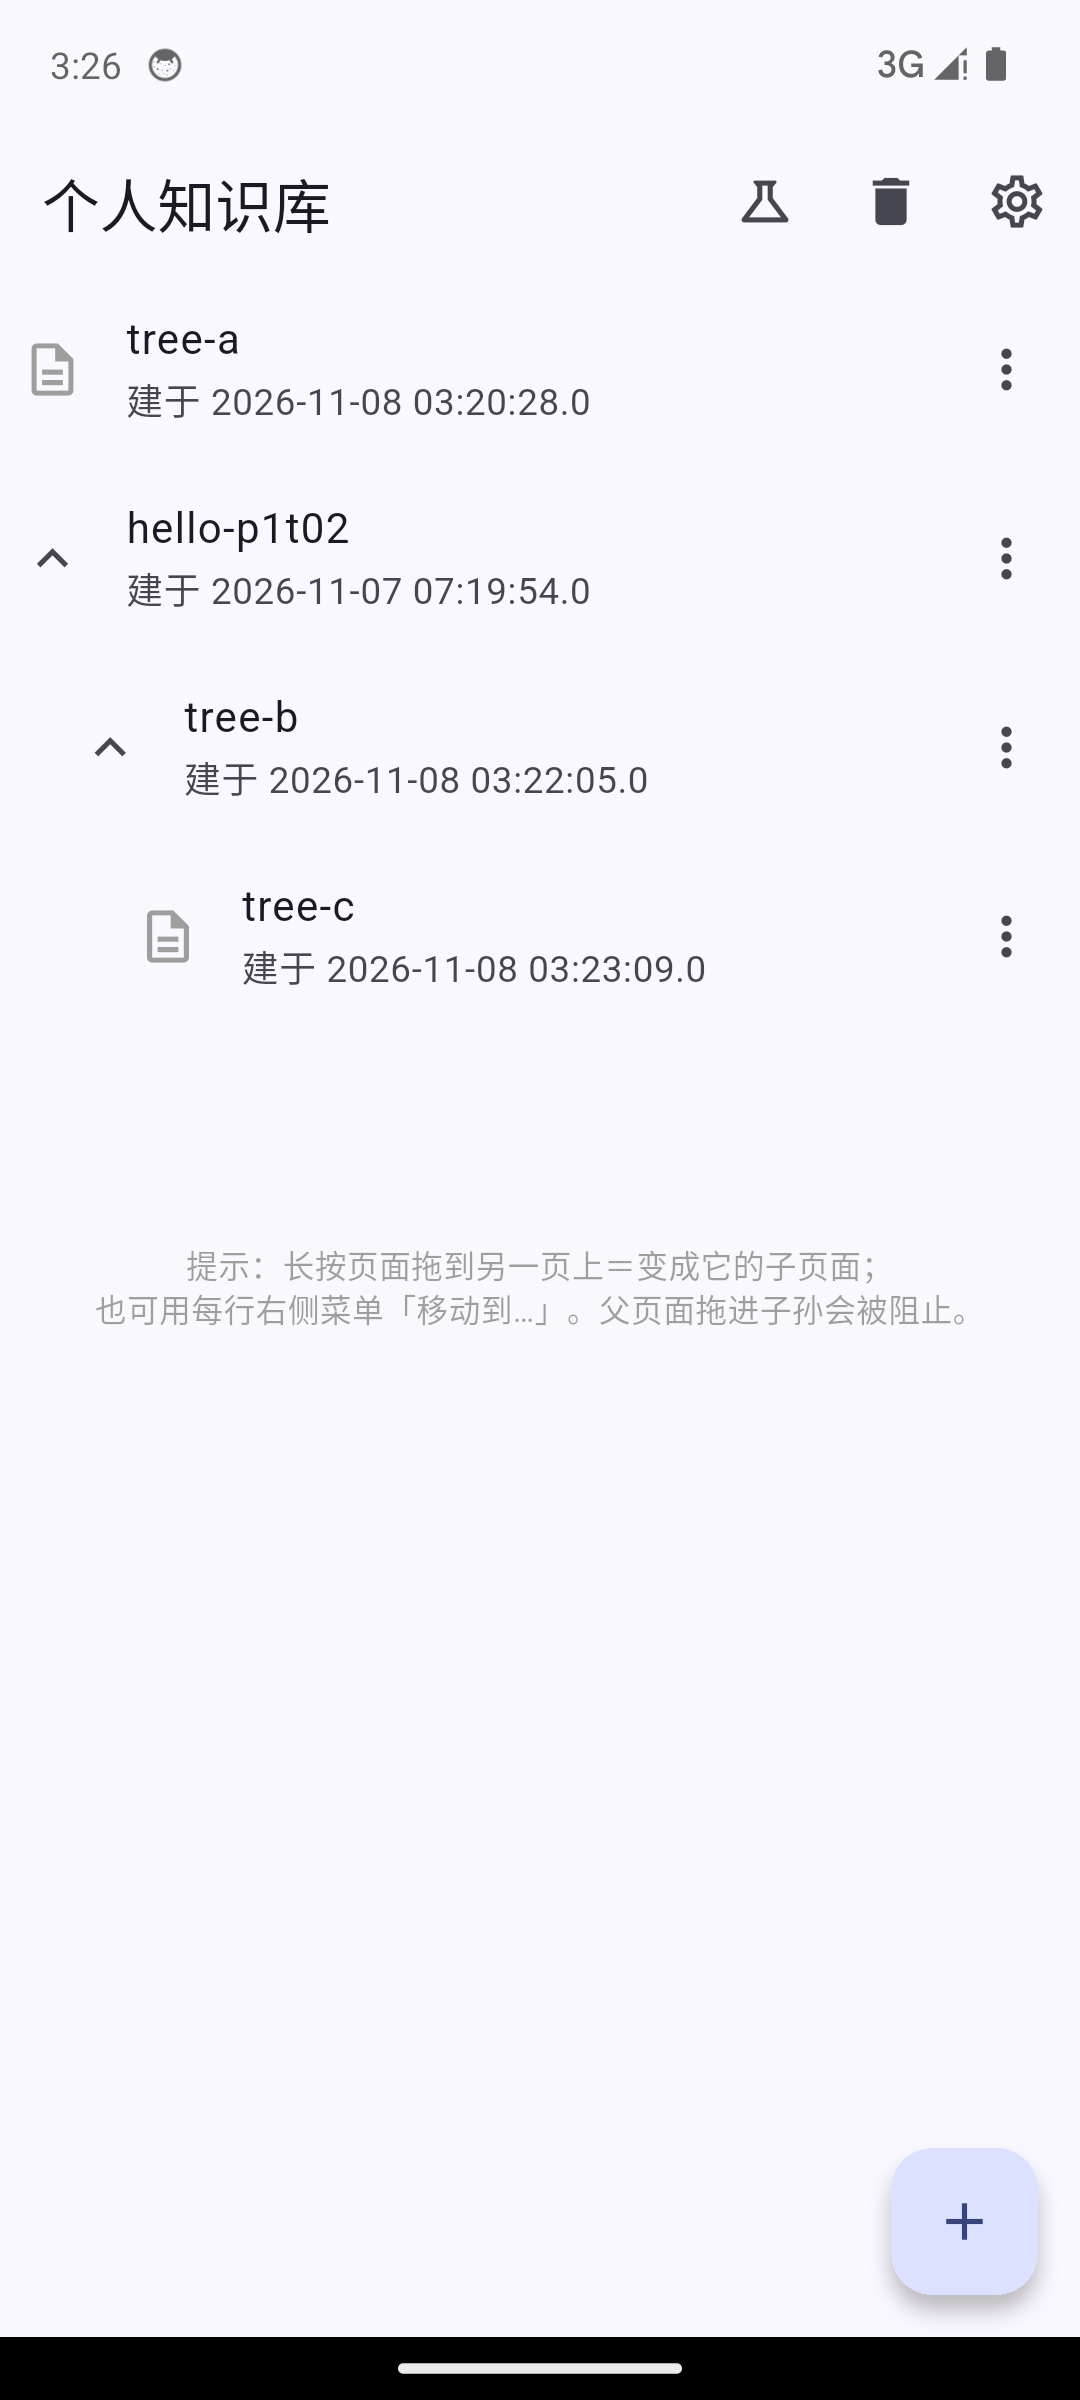 3:26
3G
个人知识库
tree-a
建于 2026-11-08 03:20:28.0
hello-p1t02
建于 2026-11-07 07:19:54.0
tree-b
建于 2026-11-08 03:22:05.0
tree-c
建于 2026-11-08 03:23:09.0
提示：长按页面拖到另一页上＝变成它的子页面；
也可用每行右侧菜单「移动到…」。父页面拖进子孙会被阻止。